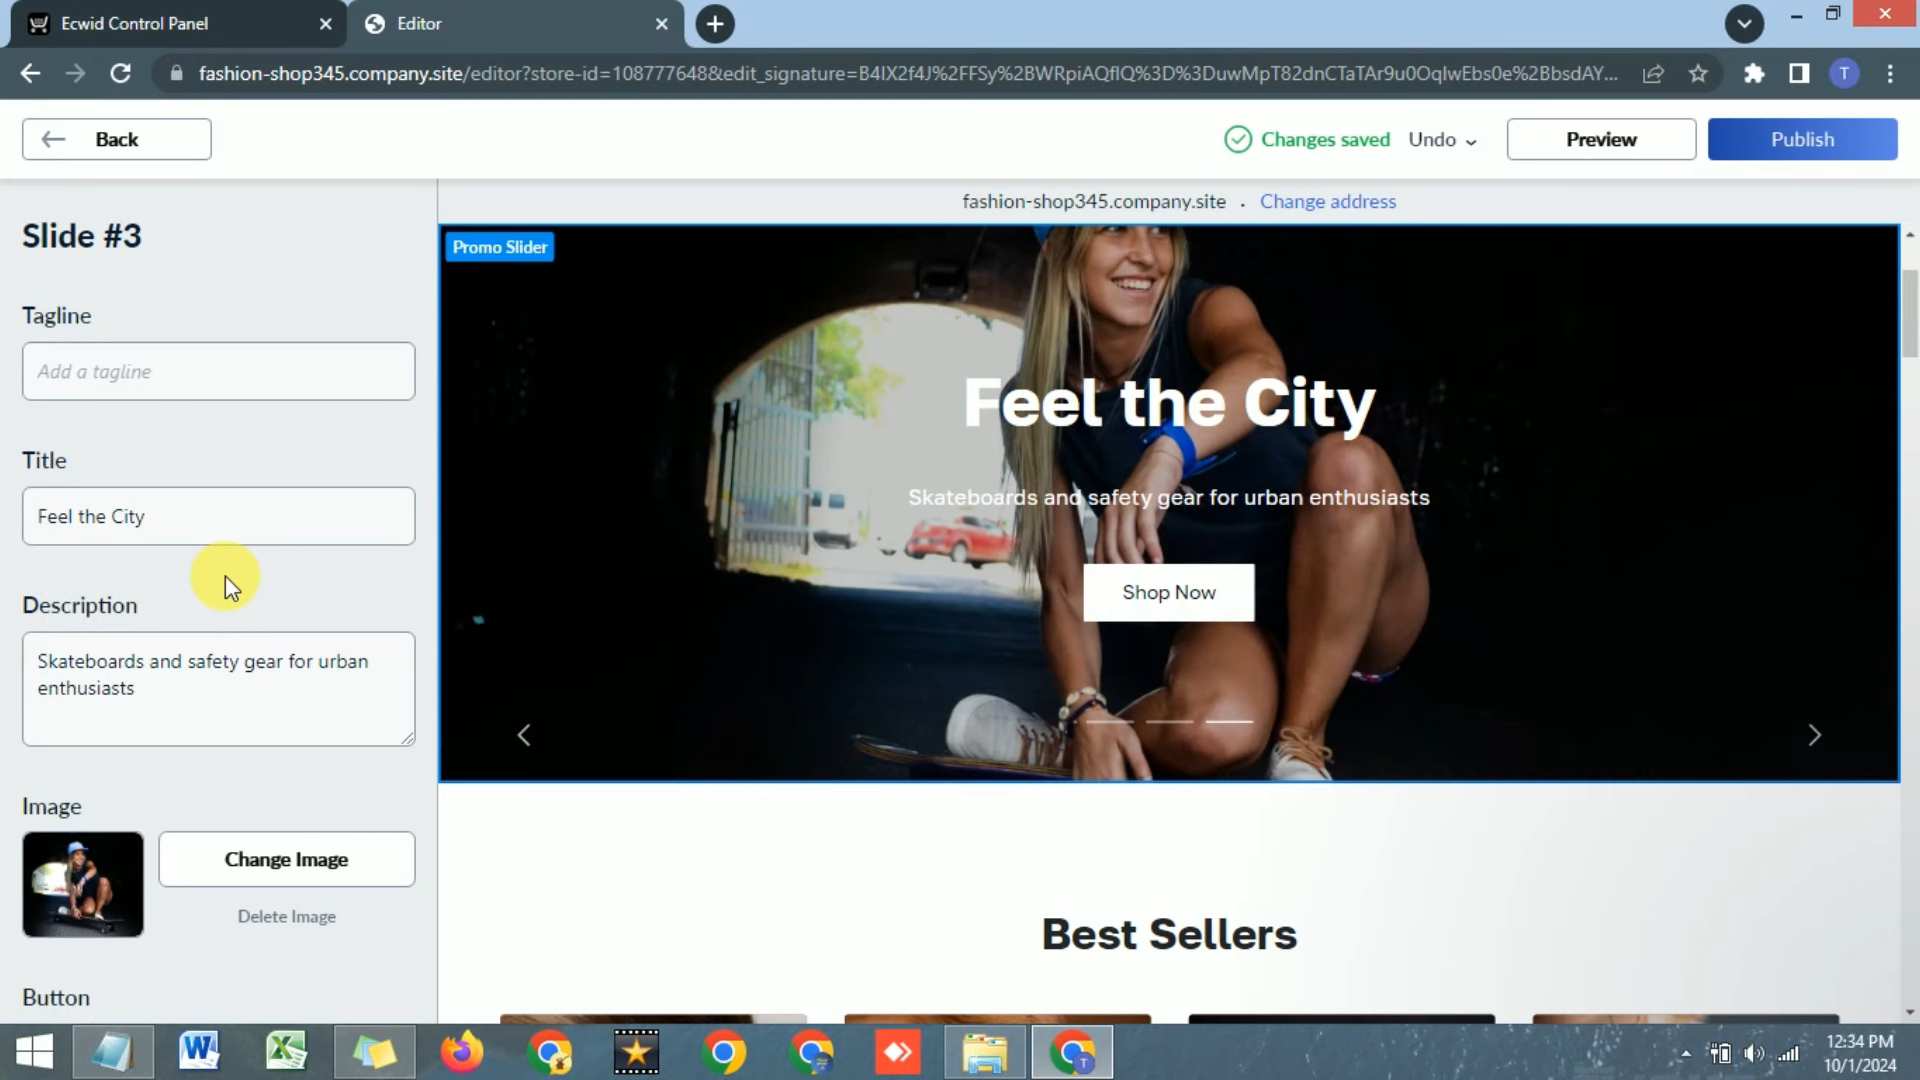 Ecwid Control Panel
Editor
fashion-shop345.company.site/editor?store-id=108777648&edit_signature=B4IX2f4J%2FFSy%2BWRpiAQflQ%3D%3DuwMpT82dnCTaTAr9u0OqlwEbs0e%2BbsdAY...
T
Back
Changes saved
Undo
Preview
Publish
fashion-shop345.company.site · Change address
Slide #3
Tagline
Add a tagline
Title
Feel the City
Description
Skateboards and safety gear for urban
enthusiasts
Image
Change Image
Delete Image
Button
Promo Slider
Feel the City
Skateboards and safety gear for urban enthusiasts
Shop Now
Best Sellers
12:34 PM
10/1/2024